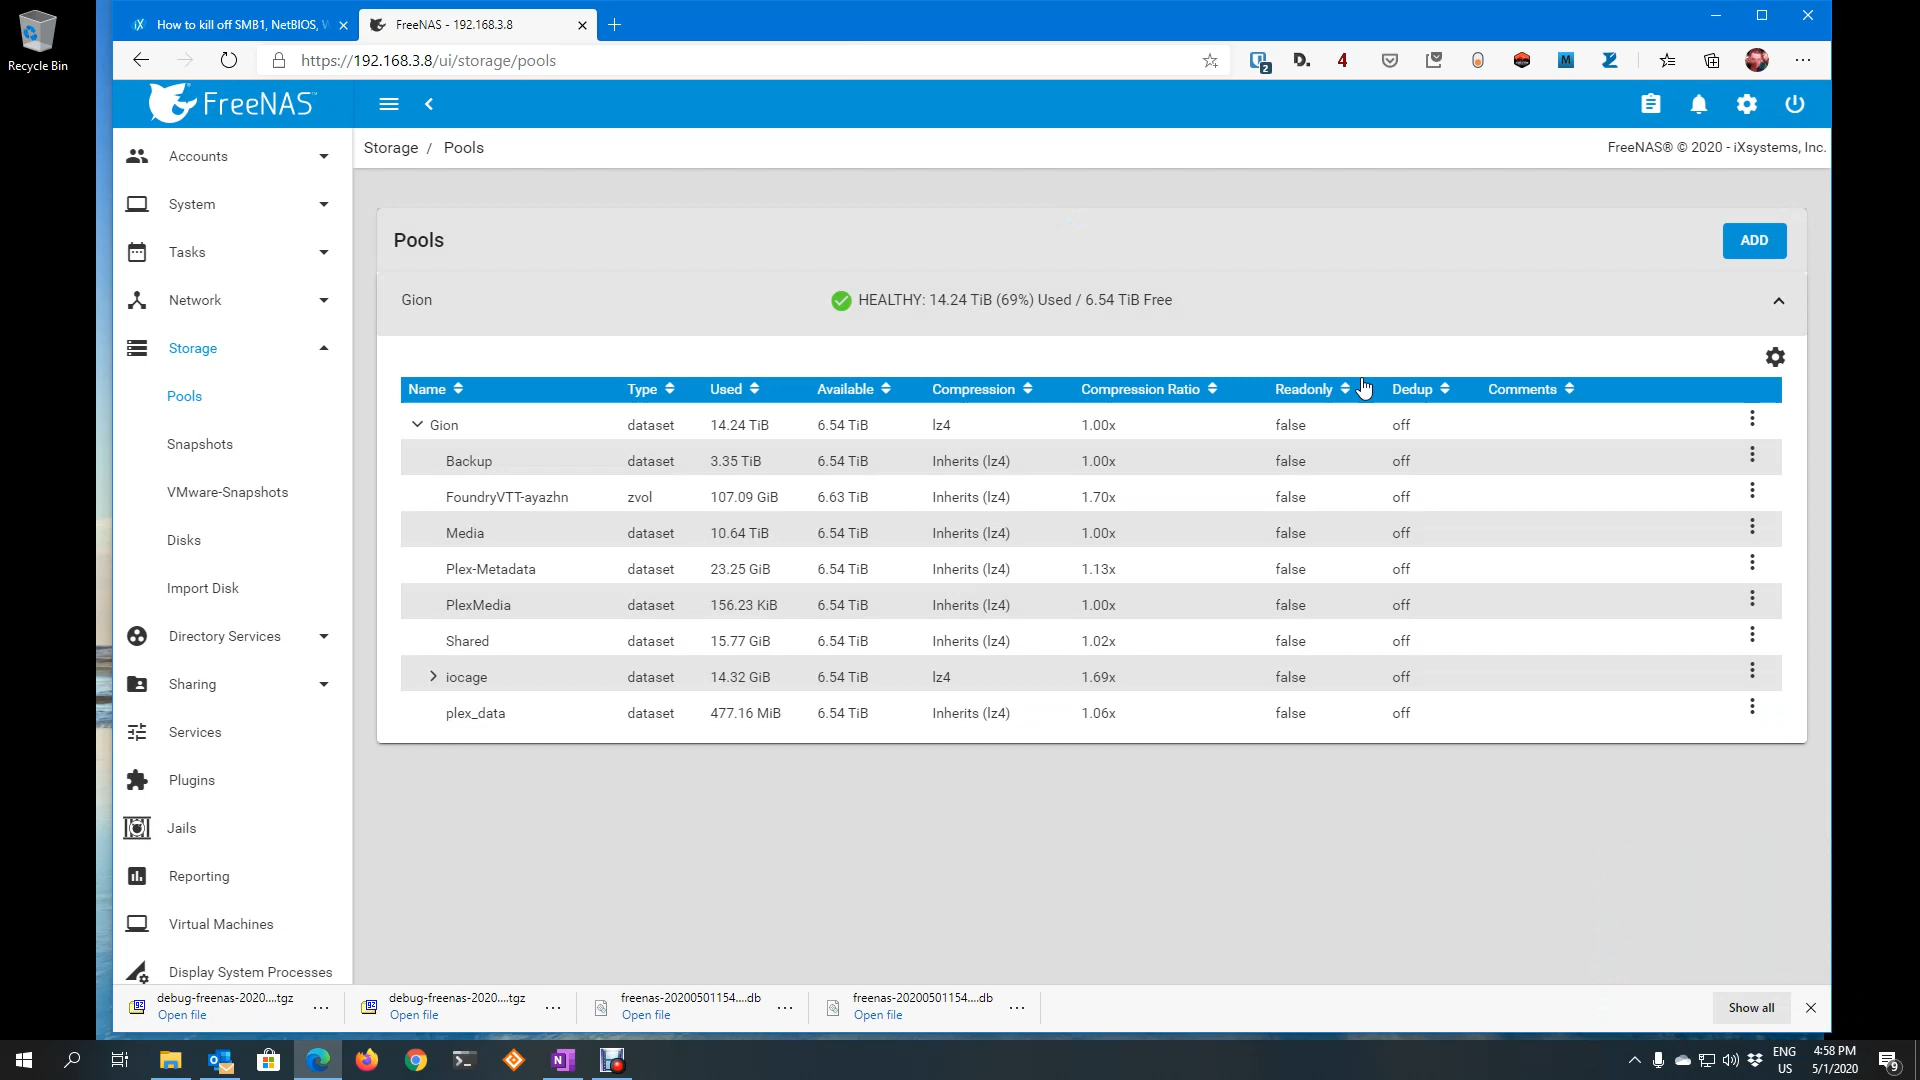 Recycle Bin
How to kill off SMB1, NetBIOS, W
FreeNAS - 192.168.3.8
https://192.168.3.8/ui/storage/pools
2
D.
4
M
FreeNAS
Storage / Pools
FreeNAS® © 2020 - iXsystems, Inc.
Accounts
System
Tasks
Network
Storage
Pools
Snapshots
VMware-Snapshots
Disks
Import Disk
Directory Services
Sharing
Services
Plugins
Jails
Reporting
Virtual Machines
Display System Processes
Pools
ADD
Gion
HEALTHY: 14.24 TiB (69%) Used / 6.54 TiB Free
Name Type Used Available Compression Compression Ratio Readonly Dedup Comments
Gion dataset 14.24 TiB 6.54 TiB lz4 1.00x false off
Backup dataset 3.35 TiB 6.54 TiB Inherits (lz4) 1.00x false off
FoundryVTT-ayazhn zvol 107.09 GiB 6.63 TiB Inherits (lz4) 1.70x false off
Media dataset 10.64 TiB 6.54 TiB Inherits (lz4) 1.00x false off
Plex-Metadata dataset 23.25 GiB 6.54 TiB Inherits (lz4) 1.13x false off
PlexMedia dataset 156.23 KiB 6.54 TiB Inherits (lz4) 1.00x false off
Shared dataset 15.77 GiB 6.54 TiB Inherits (lz4) 1.02x false off
iocage dataset 14.32 GiB 6.54 TiB lz4 1.69x false off
plex_data dataset 477.16 MiB 6.54 TiB Inherits (lz4) 1.06x false off
debug-freenas-2020....tgz
Open file
debug-freenas-2020....tgz
Open file
freenas-20200501154....db
Open file
freenas-20200501154....db
Open file
Show all
ENG
US
4:58 PM
5/1/2020
9